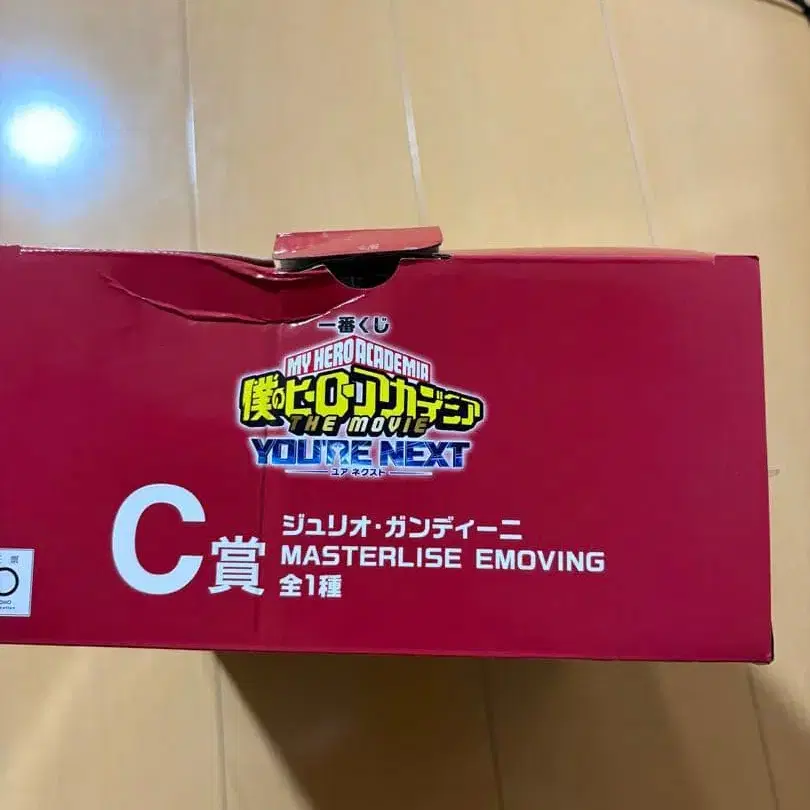 一番くじ
MY HERO ACADEMIA
僕のヒーローアカデミア
THE MOVIE
YOU'RE NEXT
ユア ネクスト
C賞
ジュリオ・ガンディーニ
MASTERLISE EMOVING
全1種